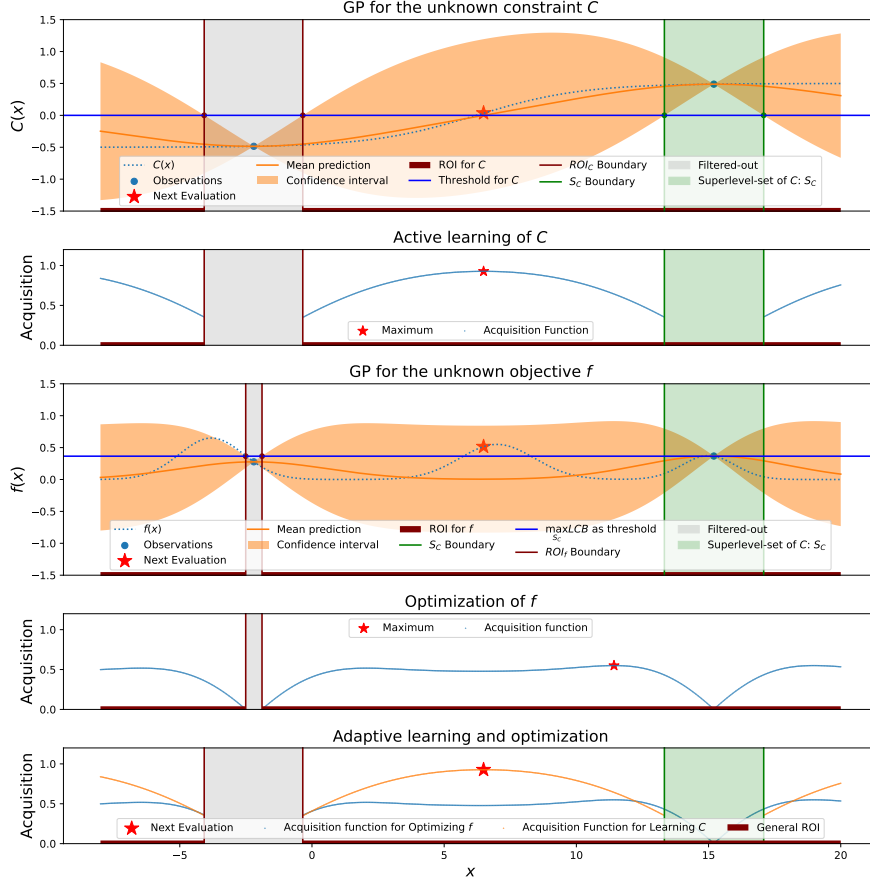 GP for the unknown constraint C
1.5
1.0
0.5
0.0
−0.5
−1.0
−1.5
C(x)
C(x)
Observations
Next Evaluation
Mean prediction
Confidence interval
ROI for C
Threshold for C
ROI_C Boundary
S_C Boundary
Filtered-out
Superlevel-set of C: S_C
Active learning of C
1.0
0.5
0.0
Acquisition
Maximum
Acquisition Function
GP for the unknown objective f
1.5
1.0
0.5
0.0
−0.5
−1.0
−1.5
f(x)
f(x)
Observations
Next Evaluation
Mean prediction
Confidence interval
ROI for f
S_C Boundary
maxLCB as threshold
S_C
ROI_f Boundary
Filtered-out
Superlevel-set of C: S_C
Optimization of f
1.0
0.5
0.0
Acquisition
Maximum
Acquisition function
Adaptive learning and optimization
1.0
0.5
0.0
Acquisition
Next Evaluation
Acquisition function for Optimizing f
Acquisition Function for Learning C
General ROI
−5
0
5
10
15
20
x